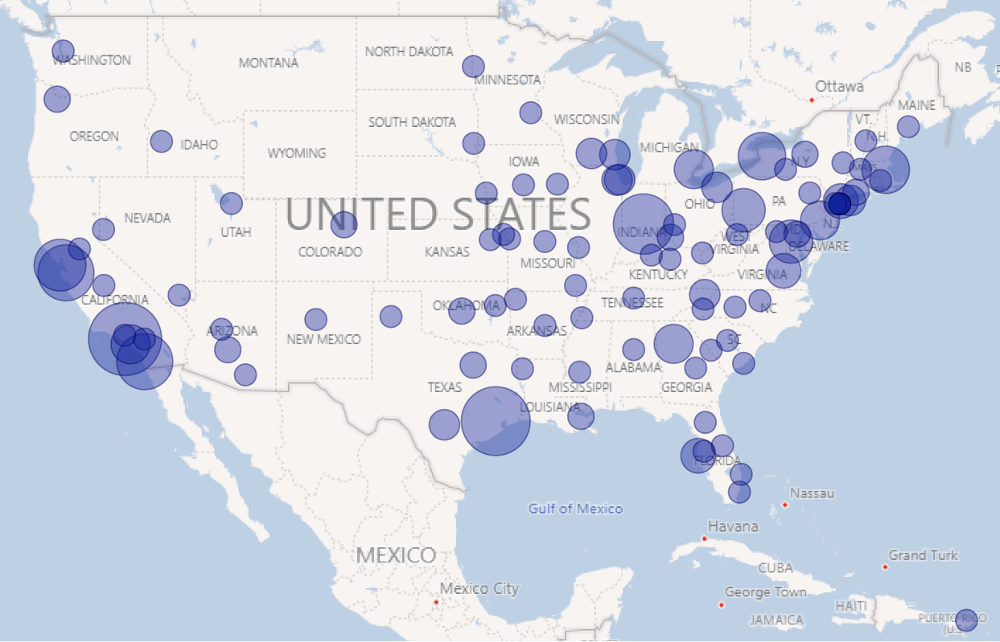 WASHINGTON
MONTANA
NORTH DAKOTA
MINNESOTA
Ottawa
NB
MAINE
VT.
N.H.
OREGON
IDAHO
WYOMING
SOUTH DAKOTA
WISCONSIN
MICHIGAN
N.Y.
IOWA
UNITED STATES
NEVADA
UTAH
COLORADO
KANSAS
MISSOURI
INDIANA
OHIO
PA
N.J.
MD.
DELAWARE
WEST
VIRGINIA
KENTUCKY
VIRGINIA
CALIFORNIA
ARIZONA
NEW MEXICO
OKLAHOMA
ARKANSAS
TENNESSEE
NC
SC
TEXAS
LOUISIANA
MISSISSIPPI
ALABAMA
GEORGIA
FLORIDA
Gulf of Mexico
Nassau
Havana
MEXICO
Mexico City
CUBA
George Town
JAMAICA
HAITI
Grand Turk
PUERTO RICO
(U.S.)